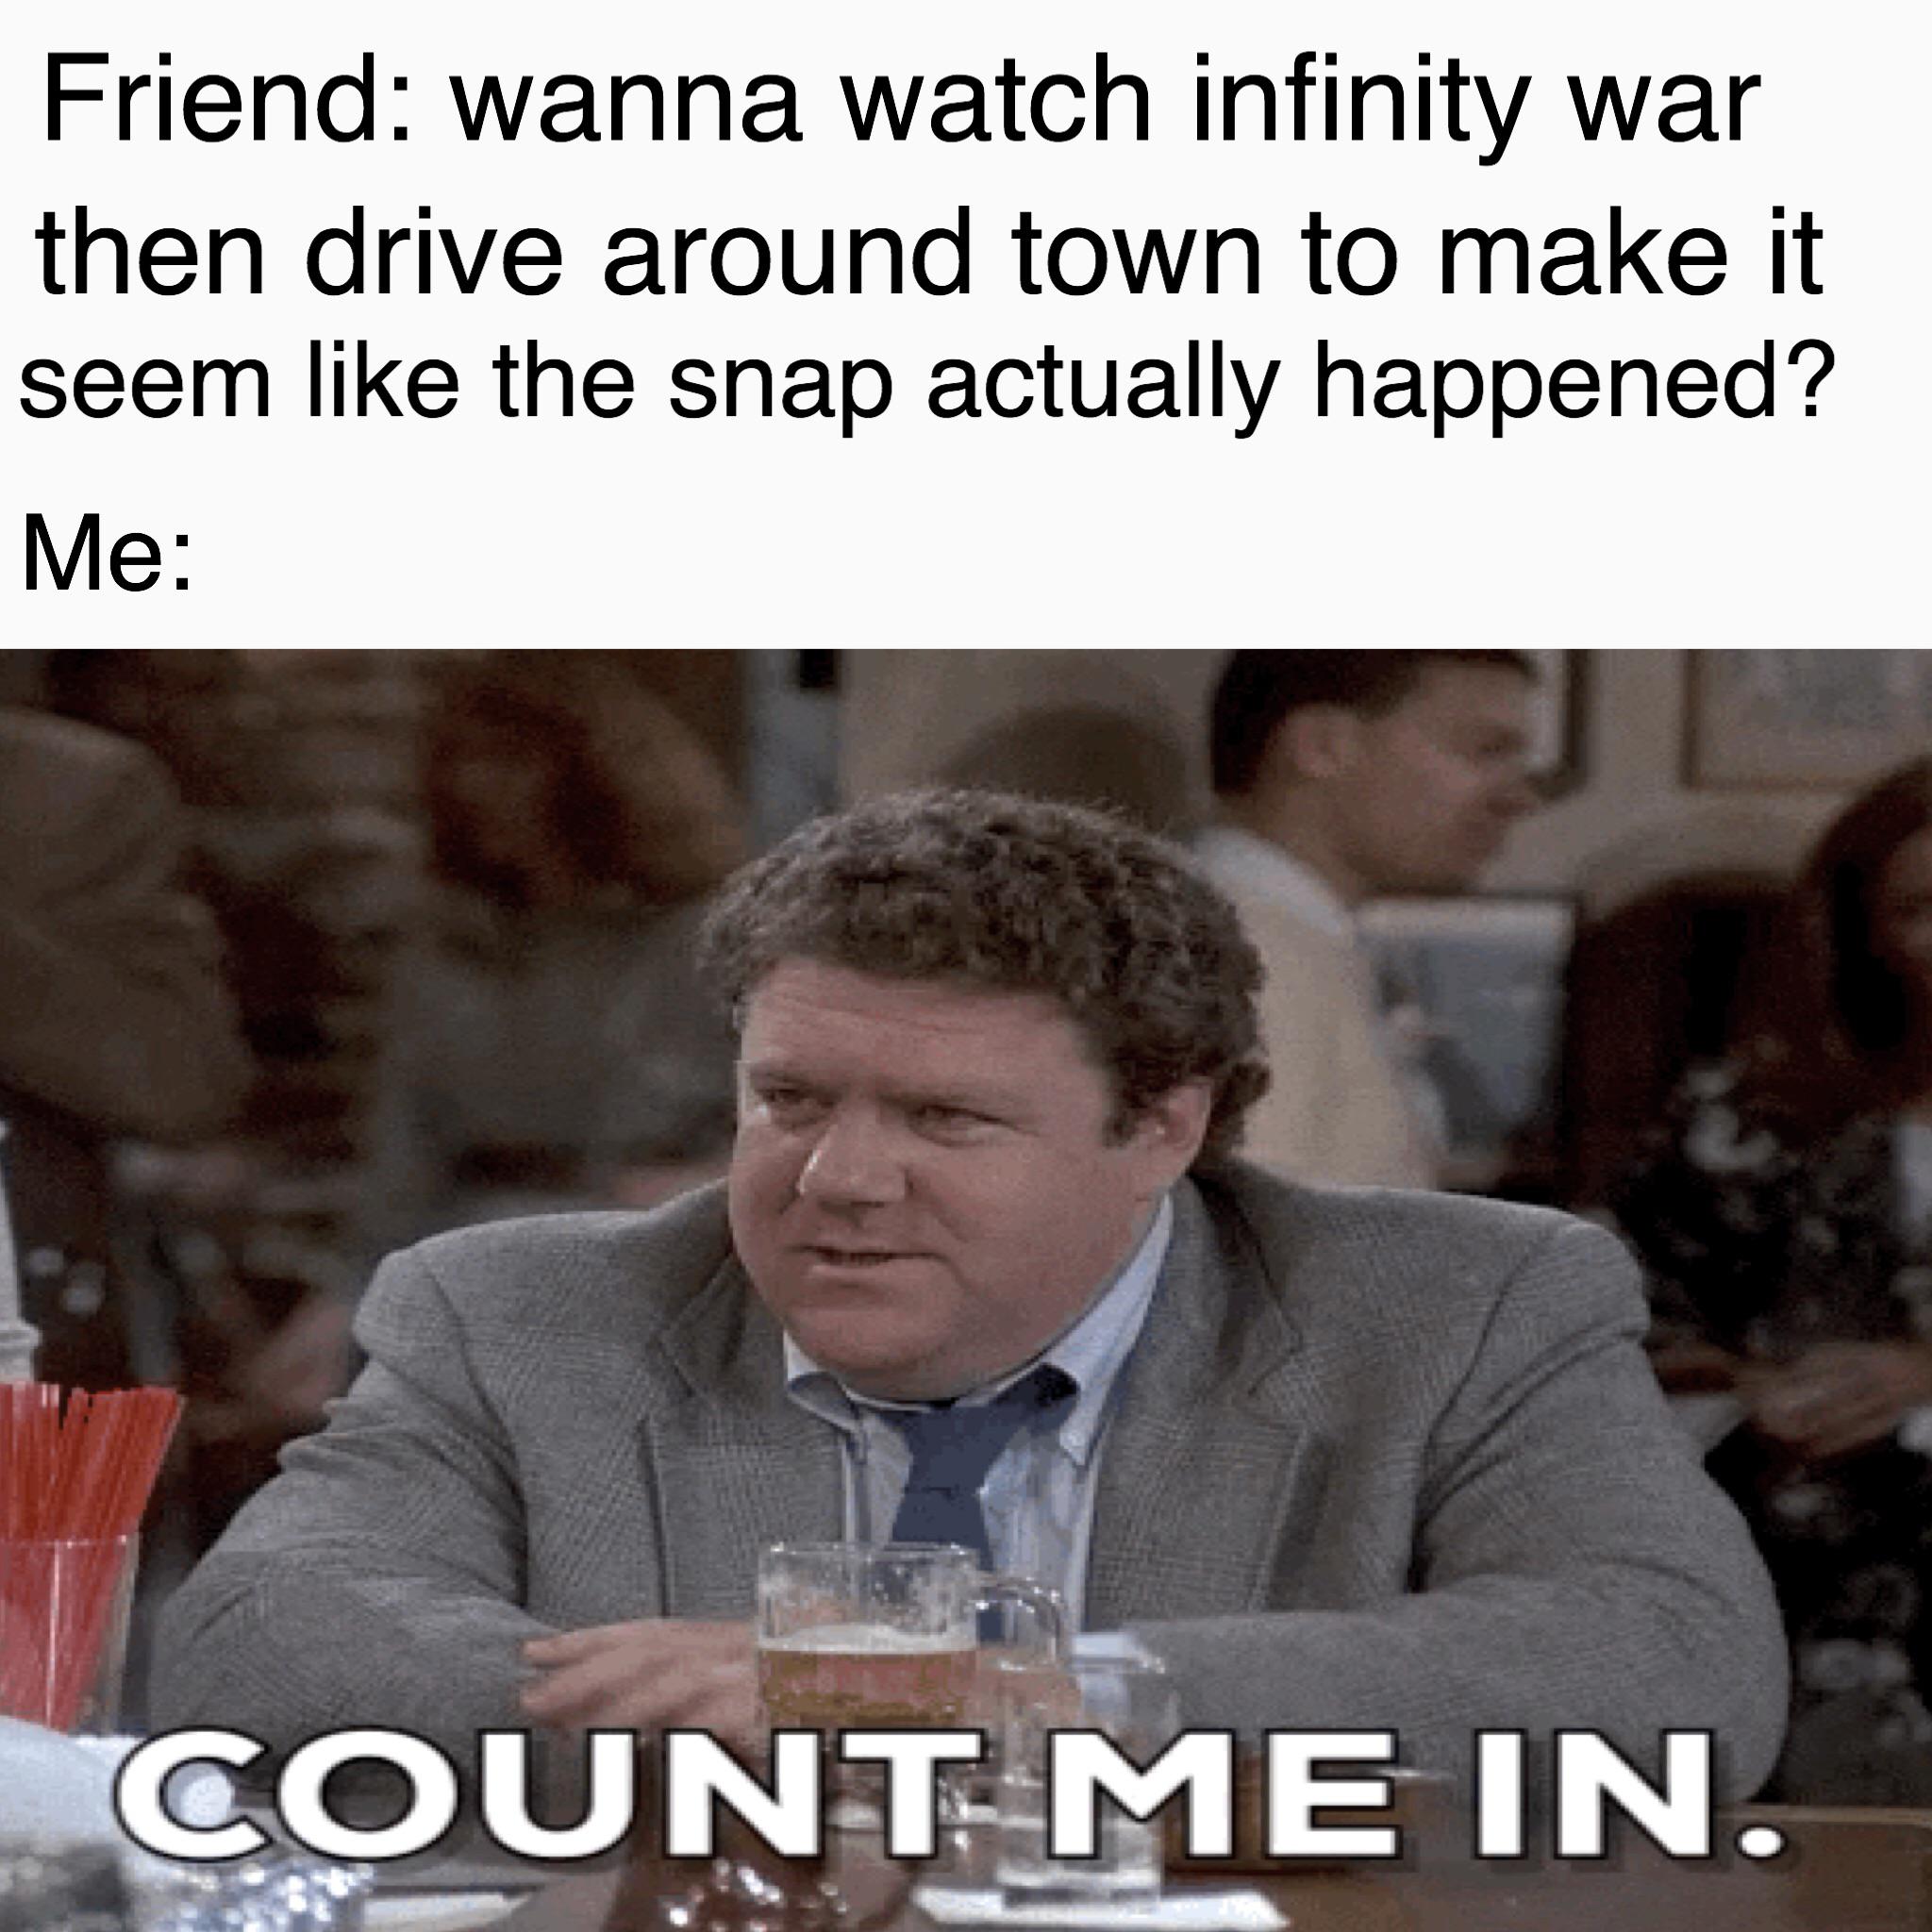 Friend: wanna watch infinity war
then drive around town to make it
seem like the snap actually happened?
Me:
COUNT ME IN.